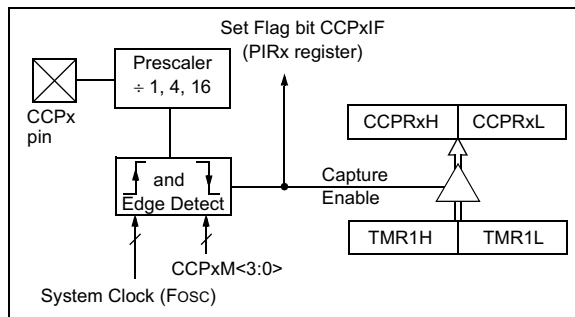 Set Flag bit CCPxIF
(PIRx register)
Prescaler
÷ 1, 4, 16
CCPx
pin
CCPRxH
CCPRxL
and
Edge Detect
Capture
Enable
TMR1H
TMR1L
CCPxM<3:0>
System Clock (FOSC)